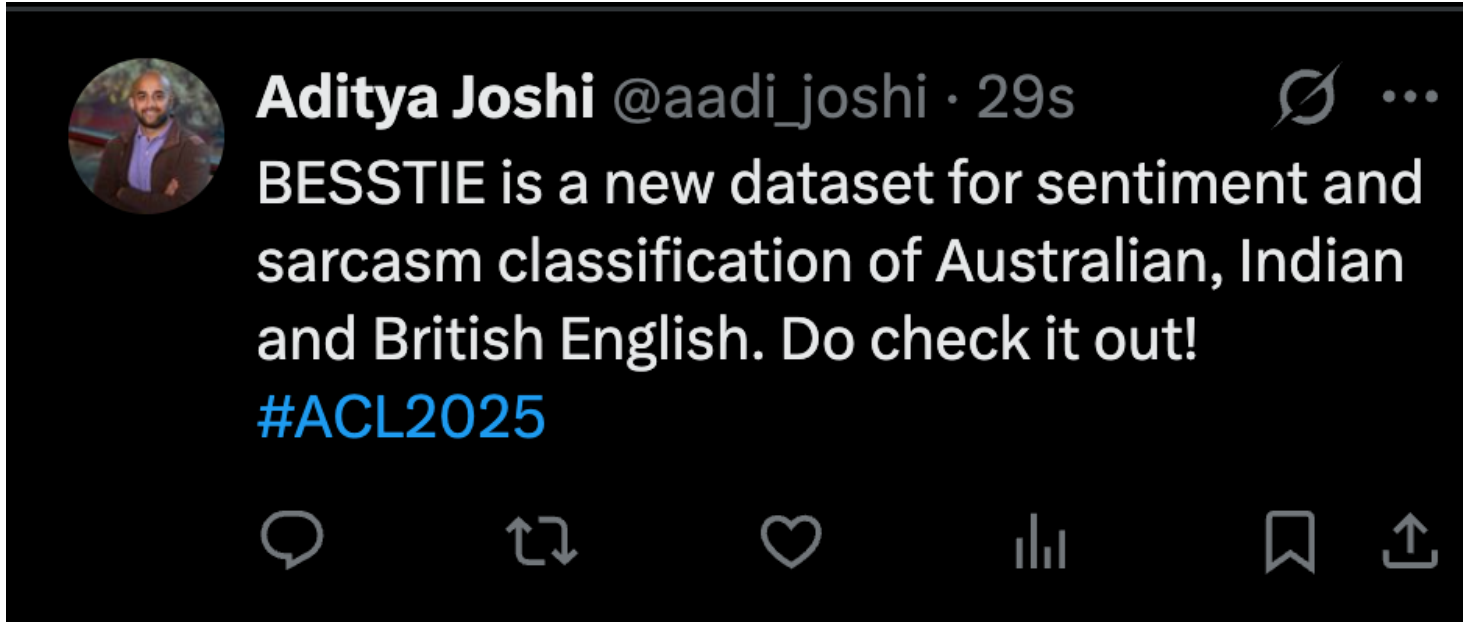 Aditya Joshi @aadi_joshi · 29s
BESSTIE is a new dataset for sentiment and
sarcasm classification of Australian, Indian
and British English. Do check it out!
#ACL2025